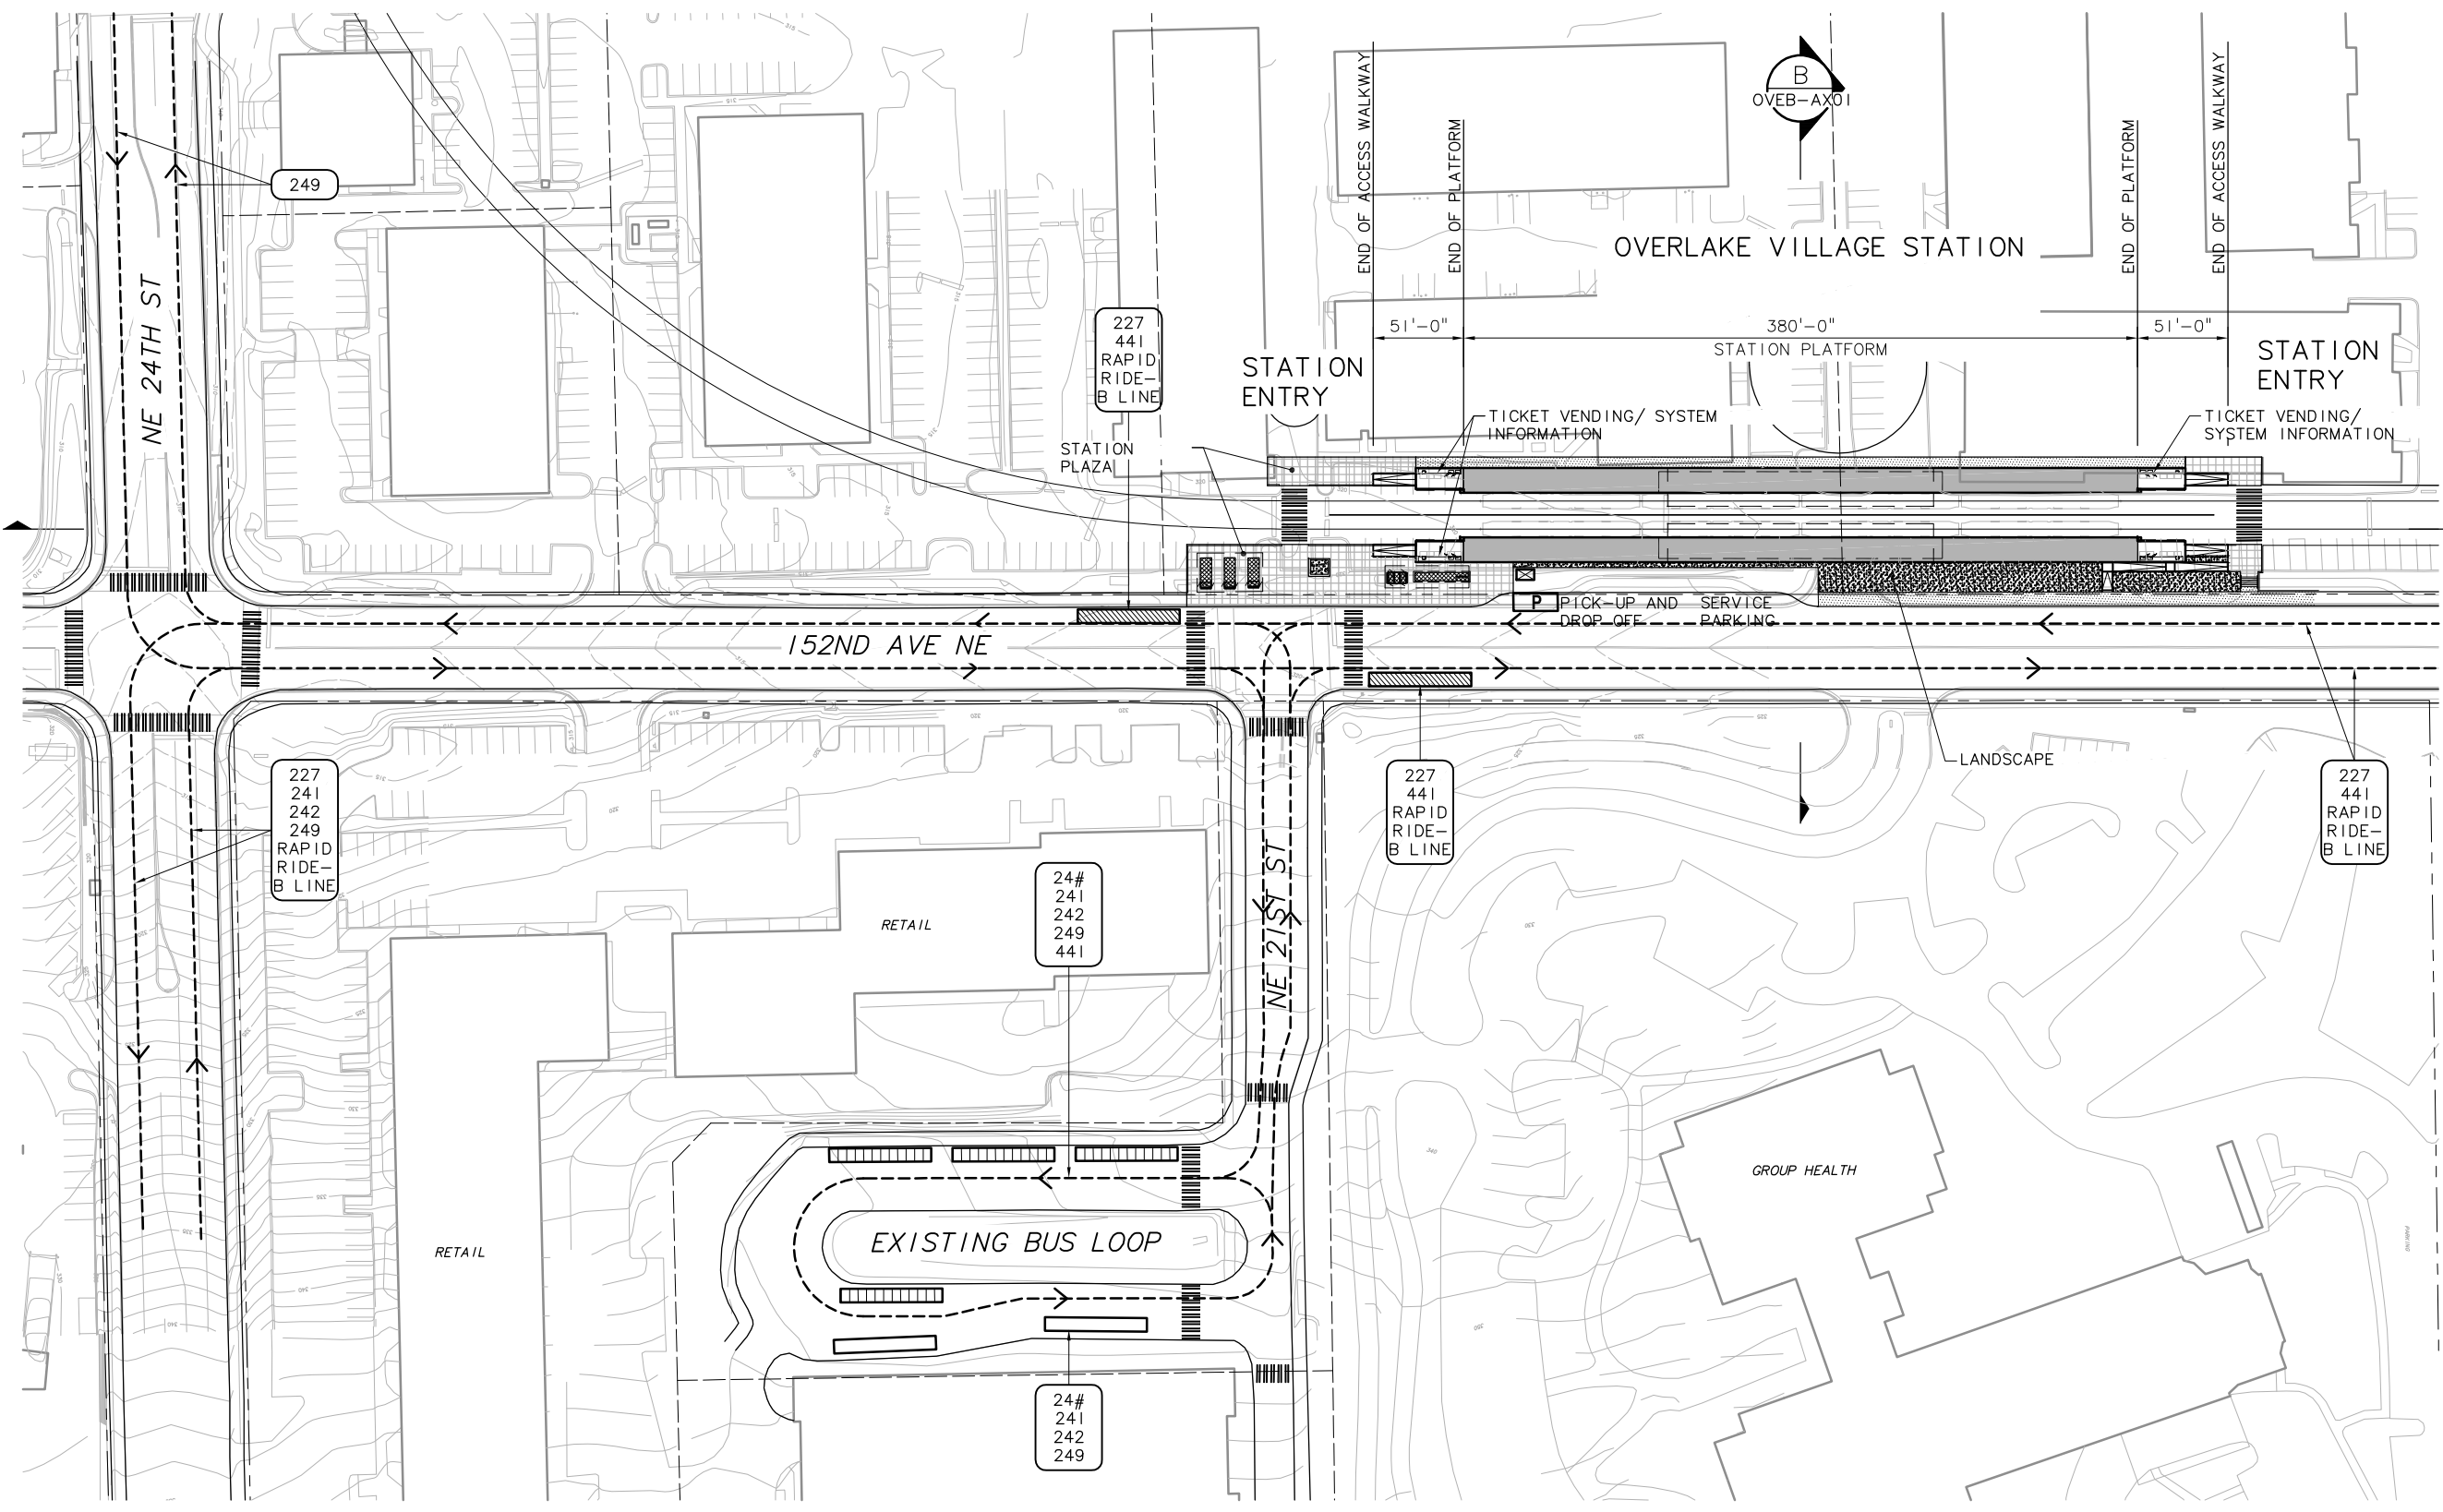 END OF ACCESS WALKWAY
END OF PLATFORM
B
OVEB-AX01
END OF PLATFORM
END OF ACCESS WALKWAY
OVERLAKE VILLAGE STATION
249
NE 24TH ST
227
441
RAPID
RIDE-
B LINE
51'-0"
380'-0"
STATION PLATFORM
51'-0"
STATION
ENTRY
STATION
ENTRY
TICKET VENDING/ SYSTEM
INFORMATION
TICKET VENDING/
SYSTEM INFORMATION
STATION
PLAZA
P
PICK-UP AND
DROP-OFF
SERVICE
PARKING
152ND AVE NE
LANDSCAPE
227
241
242
249
RAPID
RIDE-
B LINE
227
441
RAPID
RIDE-
B LINE
227
441
RAPID
RIDE-
B LINE
24#
241
242
249
441
NE 21ST ST
RETAIL
GROUP HEALTH
EXISTING BUS LOOP
RETAIL
PARKING
24#
241
242
249